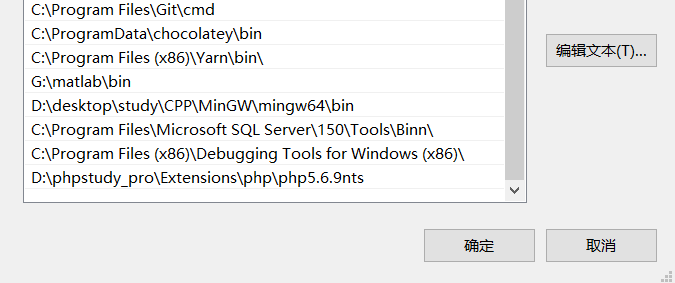 C:\Program Files\Git\cmd
C:\ProgramData\chocolatey\bin
C:\Program Files (x86)\Yarn\bin\
编辑文本(T)...
G:\matlab\bin
D:\desktop\study\CPP\MinGW\mingw64\bin
C:\Program Files\Microsoft SQL Server\150\Tools\Binn\
C:\Program Files (x86)\Debugging Tools for Windows (x86)\
D:\phpstudy_pro\Extensions\php\php5.6.9nts
确定
取消